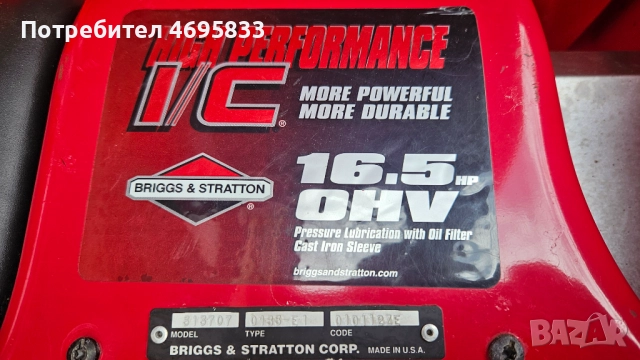 Потребител 4695833
HIGH PERFORMANCE
I/C®
MORE POWERFUL
MORE DURABLE
BRIGGS & STRATTON®
16.5 HP
OHV
Pressure Lubrication with Oil Filter
Cast Iron Sleeve
briggsandstratton.com
MODEL TYPE CODE
BRIGGS & STRATTON CORP. MADE IN U.S.A.
BAZAR